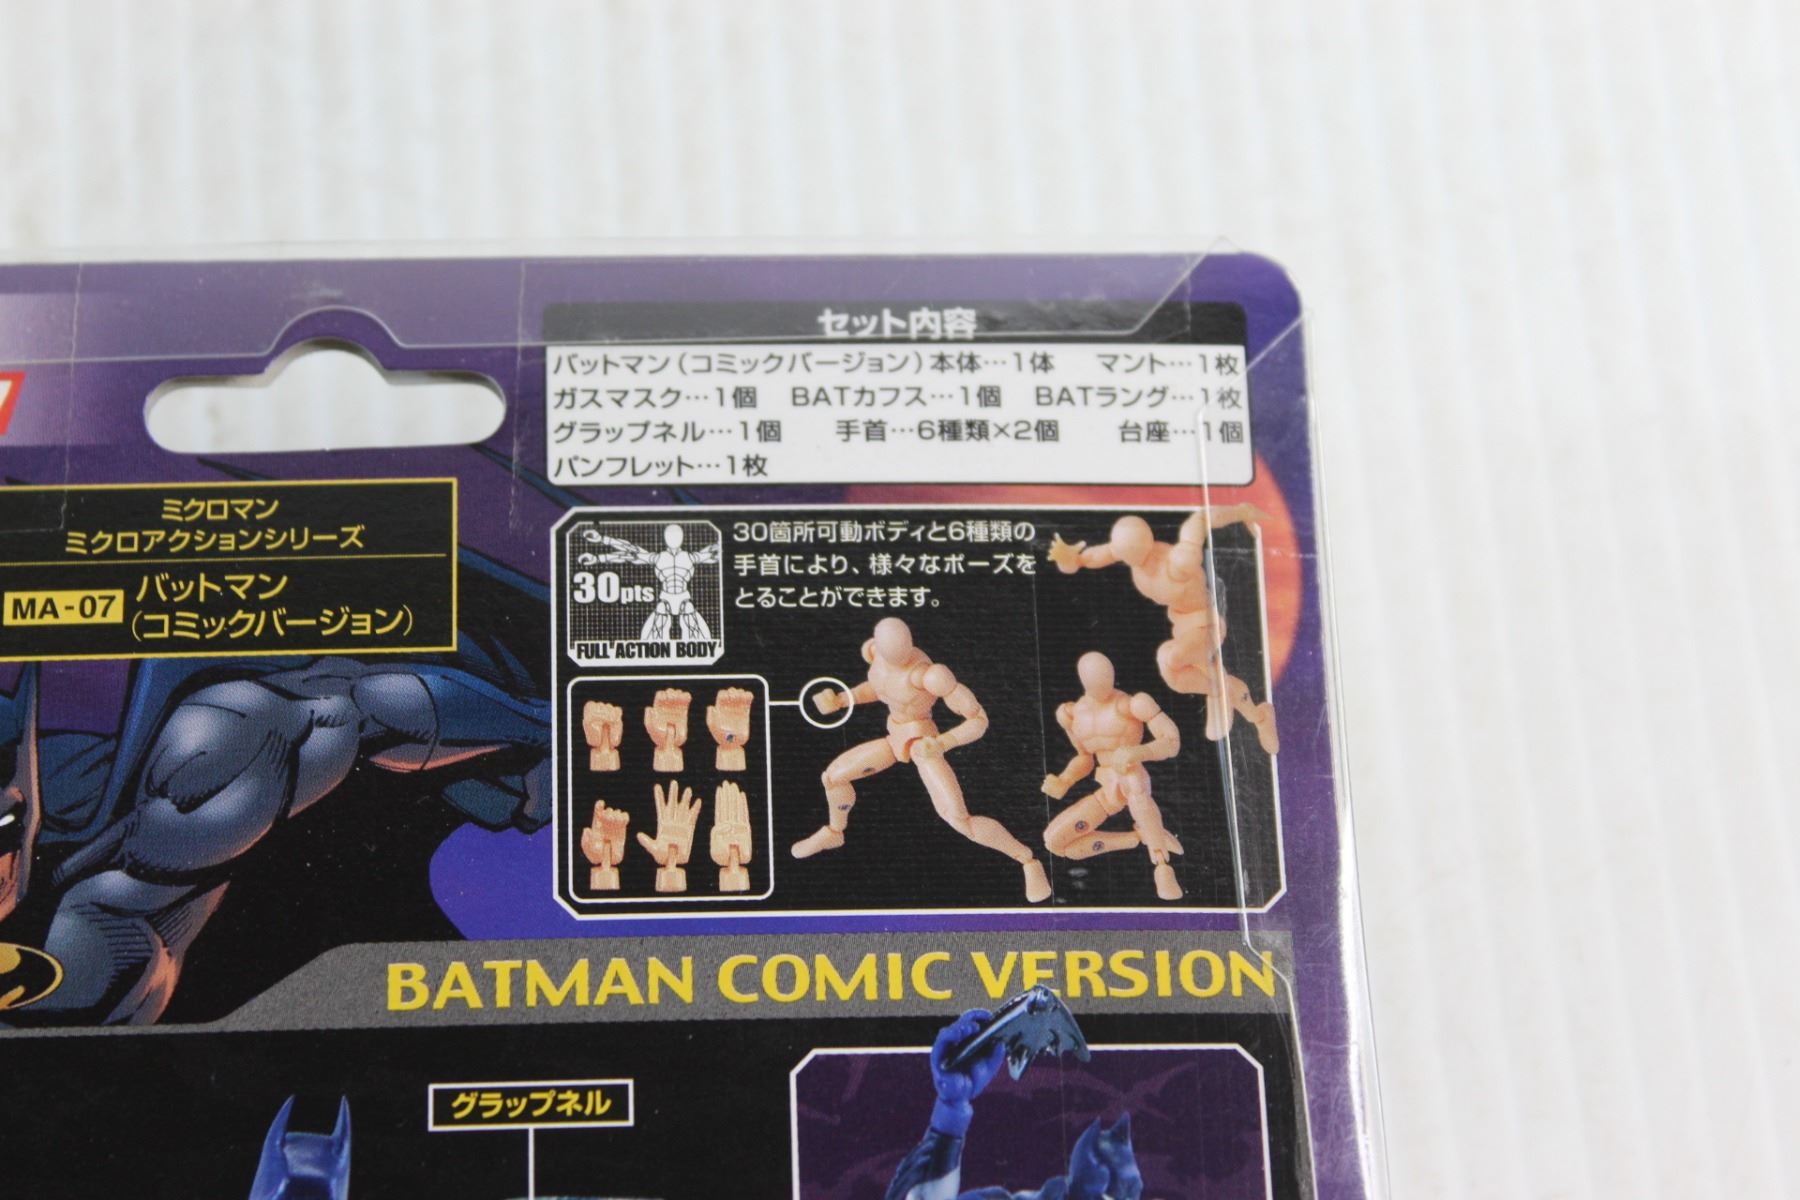 セット内容
バットマン（コミックバージョン）本体…1体 マント…1枚
ガスマスク…1個 BATカフス…1個 BATラング…1枚
グラップネル…1個 手首…6種類×2個 台座…1個
パンフレット…1枚
ミクロマン
ミクロアクションシリーズ
MA-07 バットマン
（コミックバージョン）
30箇所可動ボディと6種類の
手首により、様々なポーズを
とることができます。
30pts
FULL ACTION BODY
BATMAN COMIC VERSION
グラップネル